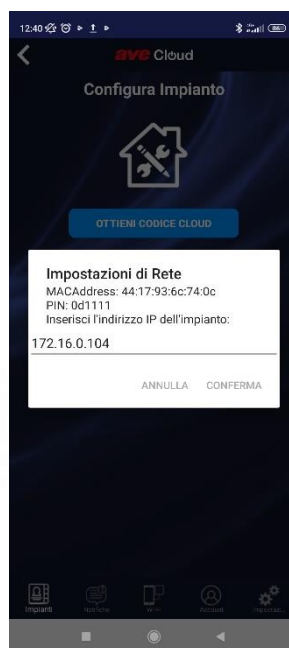 12:40
ave Cloud
Configura Impianto
OTTIENI CODICE CLOUD
Impostazioni di Rete
MACAddress: 44:17:93:6c:74:0c
PIN: 0d1111
Inserisci l'indirizzo IP dell'impianto:
172.16.0.104
ANNULLA CONFERMA
Impianti Notifiche Account